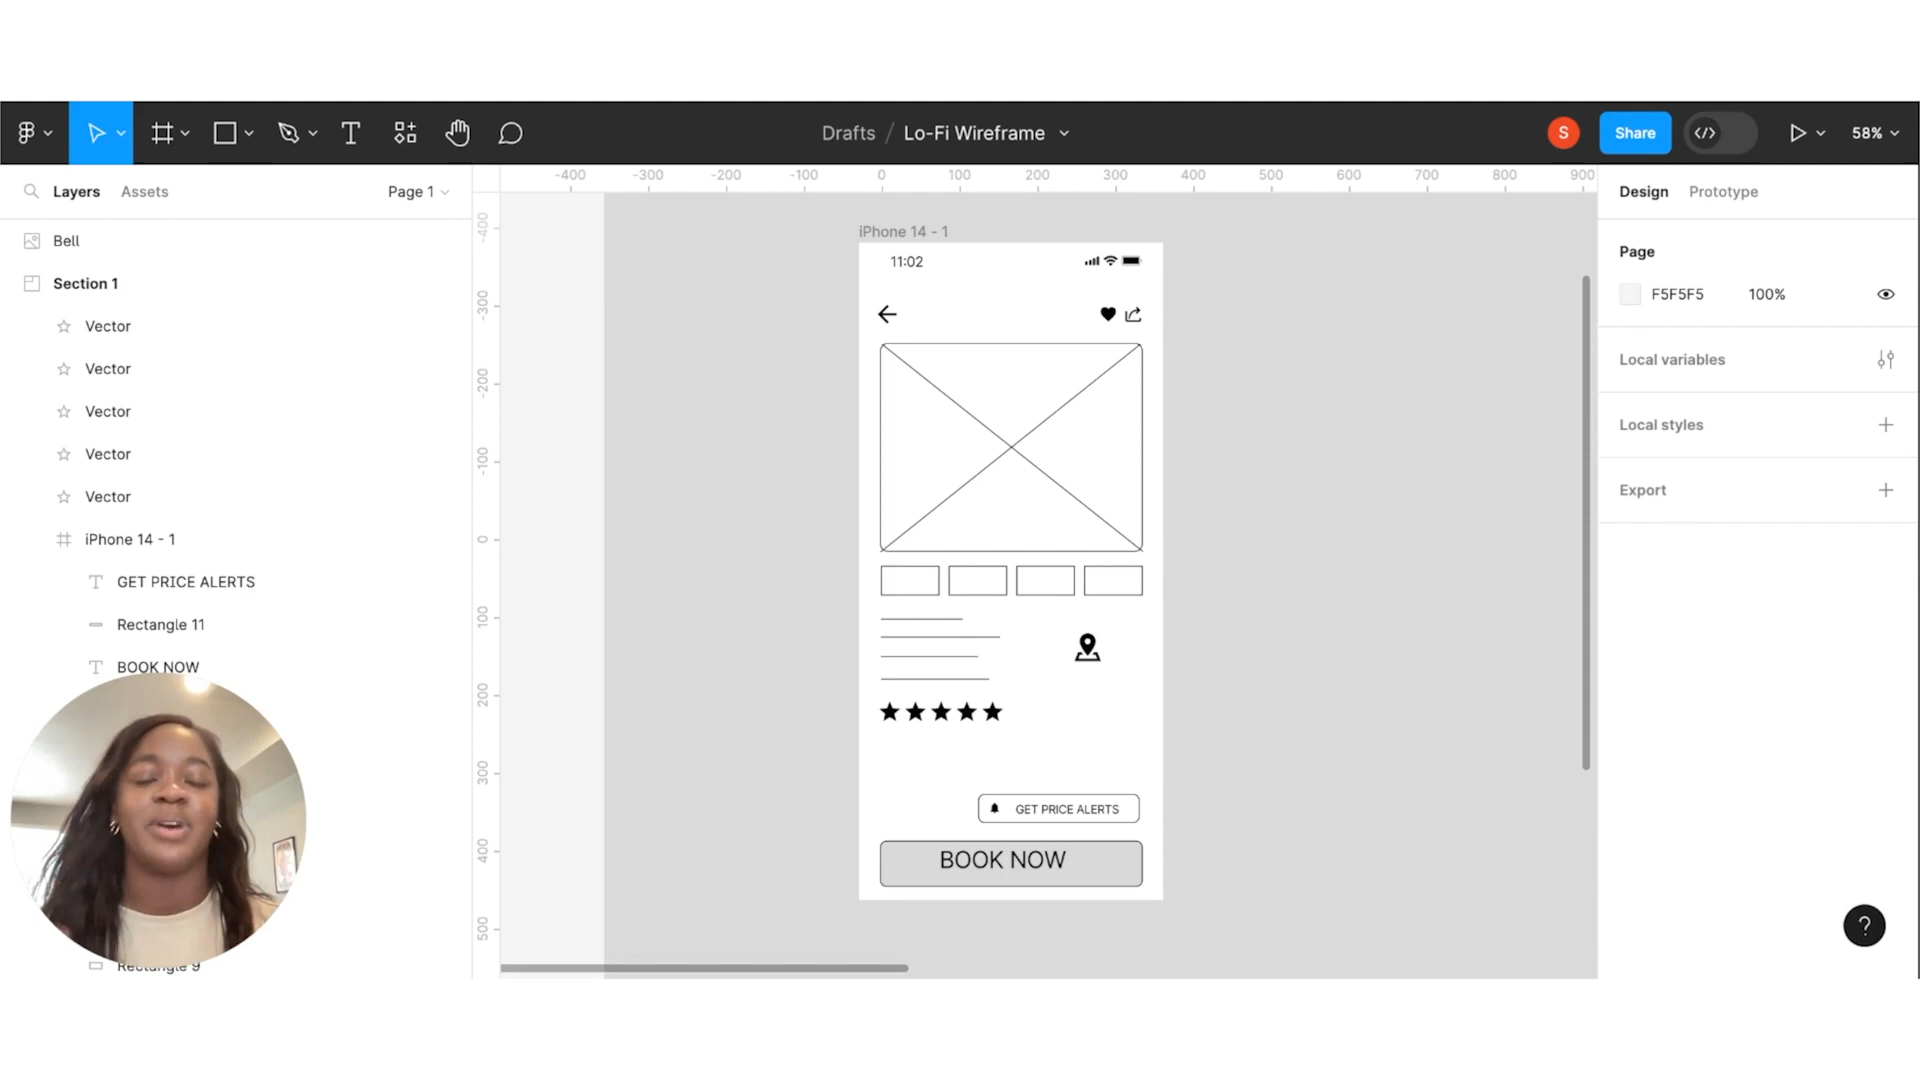 Drafts / Lo-Fi Wireframe
S
Share
58%
Layers
Assets
Page 1
-400 -300 -200 -100 0 100 200 300 400 500 600 700 800 900
Design
Prototype
Bell
Section 1
Vector
Vector
Vector
Vector
Vector
iPhone 14 - 1
GET PRICE ALERTS
Rectangle 11
BOOK NOW
Rectangle 9
-400
-300
-200
-100
0
100
200
300
400
500
iPhone 14 - 1
11:02
GET PRICE ALERTS
BOOK NOW
Page
F5F5F5 100%
Local variables
Local styles
Export
?